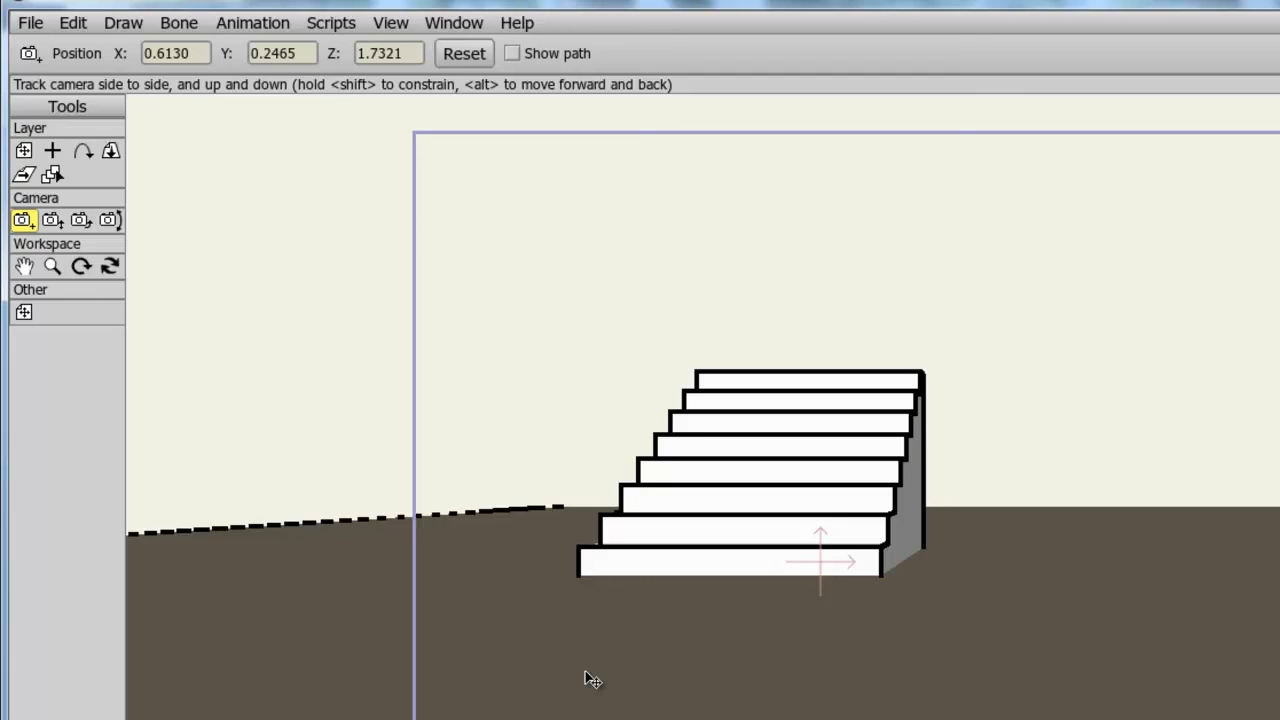 File Edit Draw Bone Animation Scripts View Window Help
Position X: 0.6130 Y: 0.2465 Z: 1.7321 Reset Show path
Track camera side to side, and up and down (hold <shift> to constrain, <alt> to move forward and back)
Tools
Layer
Camera
Workspace
Other